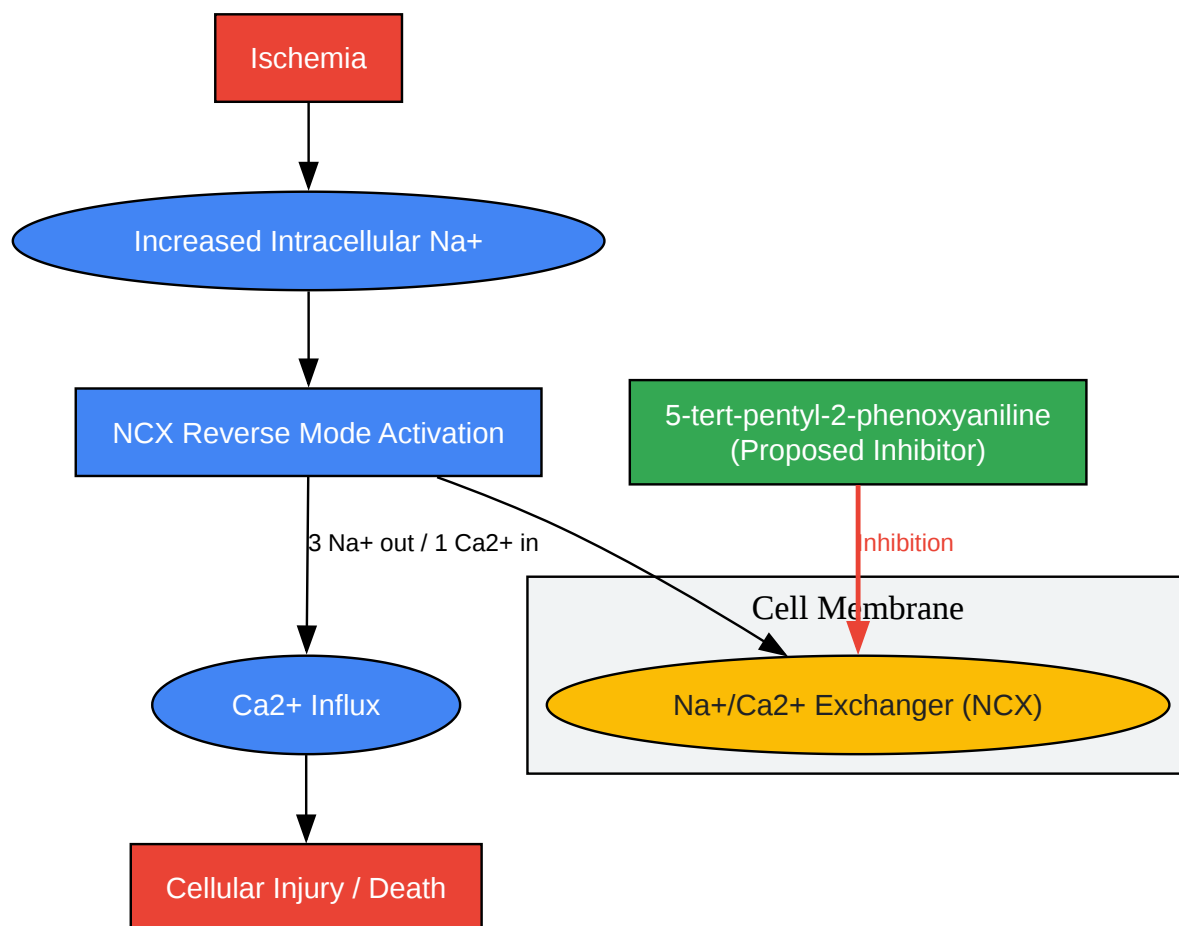 Ischemia
Increased Intracellular Na+
NCX Reverse Mode Activation
5-tert-pentyl-2-phenoxyaniline
(Proposed Inhibitor)
3 Na+ out / 1 Ca2+ in
Inhibition
Cell Membrane
Ca2+ Influx
Na+/Ca2+ Exchanger (NCX)
Cellular Injury / Death